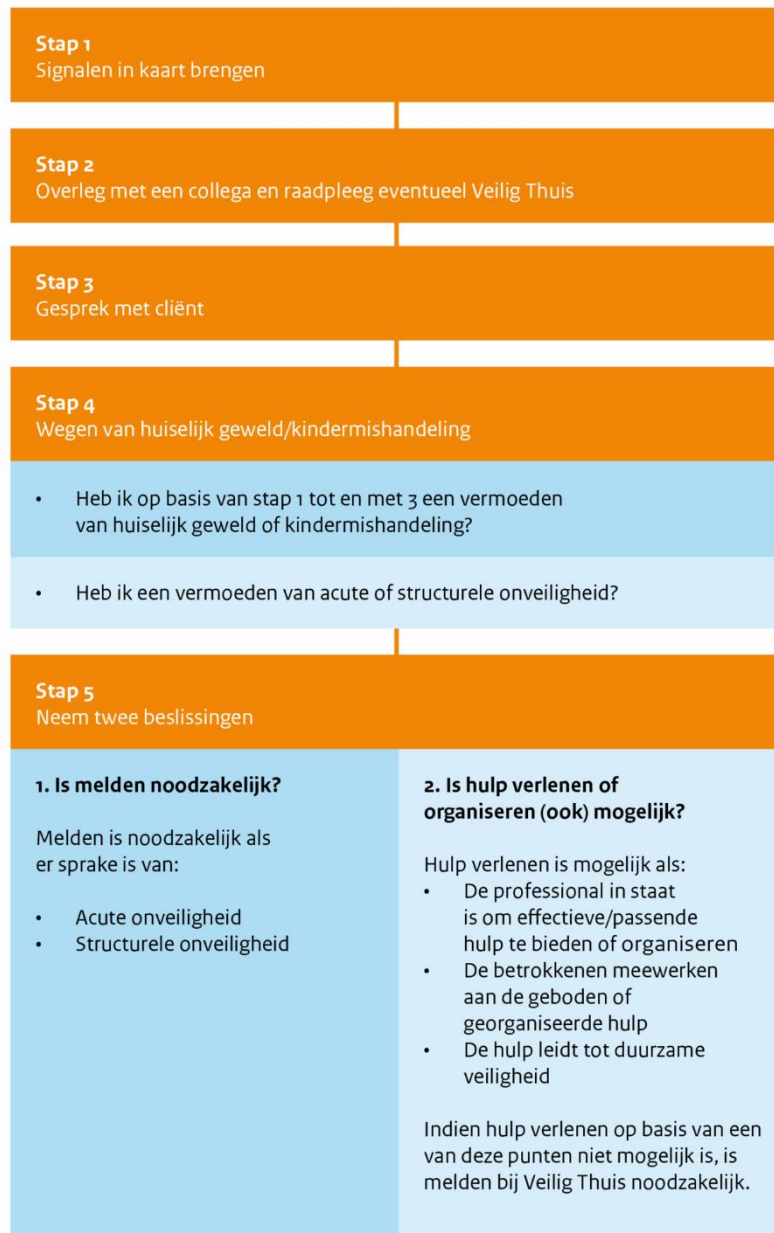 Stap 1
Signalen in kaart brengen
Stap 2
Overleg met een collega en raadpleeg eventueel Veilig Thuis
Stap 3
Gesprek met cliënt
Stap 4
Wegen van huiselijk geweld/kindermishandeling
• Heb ik op basis van stap 1 tot en met 3 een vermoeden
van huiselijk geweld of kindermishandeling?
• Heb ik een vermoeden van acute of structurele onveiligheid?
Stap 5
Neem twee beslissingen
1. Is melden noodzakelijk?
Melden is noodzakelijk als
er sprake is van:
• Acute onveiligheid
• Structurele onveiligheid
2. Is hulp verlenen of
organiseren (ook) mogelijk?
Hulp verlenen is mogelijk als:
• De professional in staat
is om effectieve/passende
hulp te bieden of organiseren
• De betrokkenen meewerken
aan de geboden of
georganiseerde hulp
• De hulp leidt tot duurzame
veiligheid
Indien hulp verlenen op basis van een
van deze punten niet mogelijk is, is
melden bij Veilig Thuis noodzakelijk.